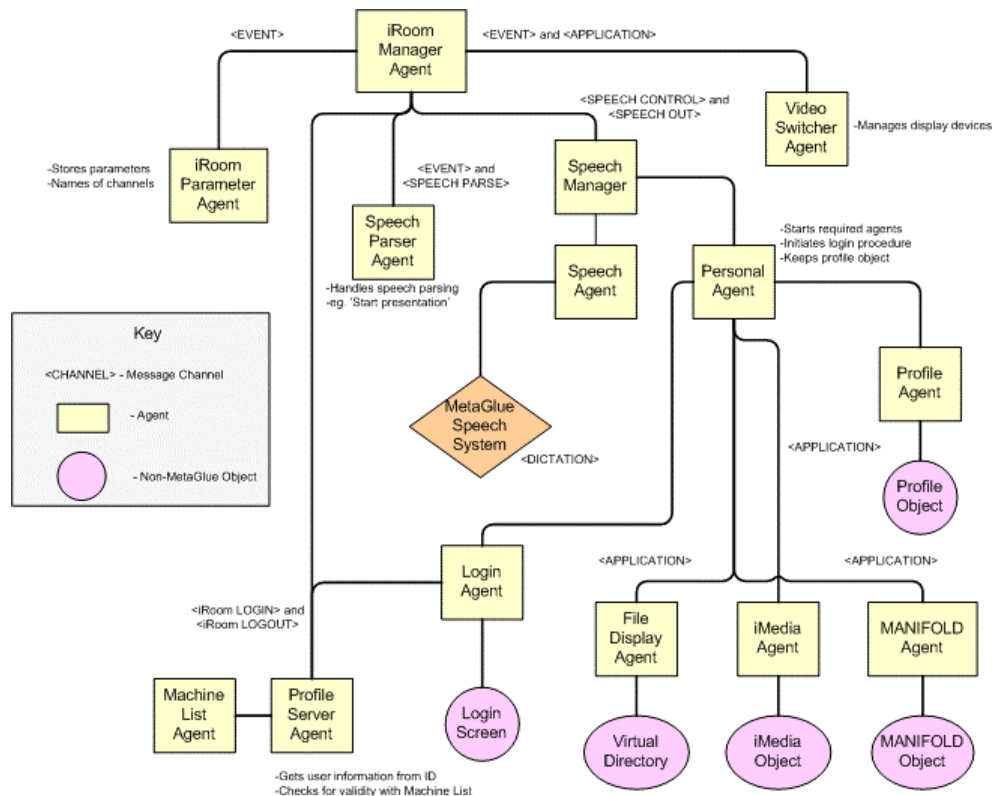 <EVENT>
iRoom
Manager
Agent
<EVENT> and <APPLICATION>
<SPEECH CONTROL> and
<SPEECH OUT>
Video
Switcher
Agent
-Manages display devices
-Stores parameters
-Names of channels
iRoom
Parameter
Agent
<EVENT> and
<SPEECH PARSE>
Speech
Manager
Speech
Parser
Agent
-Handles speech parsing
-eg. 'Start presentation'
Speech
Agent
Personal
Agent
-Starts required agents
-Initiates login procedure
-Keeps profile object
Key
<CHANNEL> - Message Channel
- Agent
- Non-MetaGlue Object
MetaGlue
Speech
System
<DICTATION>
Profile
Agent
<APPLICATION>
Profile
Object
<iRoom LOGIN> and
<iRoom LOGOUT>
Login
Agent
<APPLICATION>
<APPLICATION>
File
Display
Agent
iMedia
Agent
MANIFOLD
Agent
Machine
List
Agent
Profile
Server
Agent
Login
Screen
Virtual
Directory
iMedia
Object
MANIFOLD
Object
-Gets user information from ID
-Checks for validity with Machine List